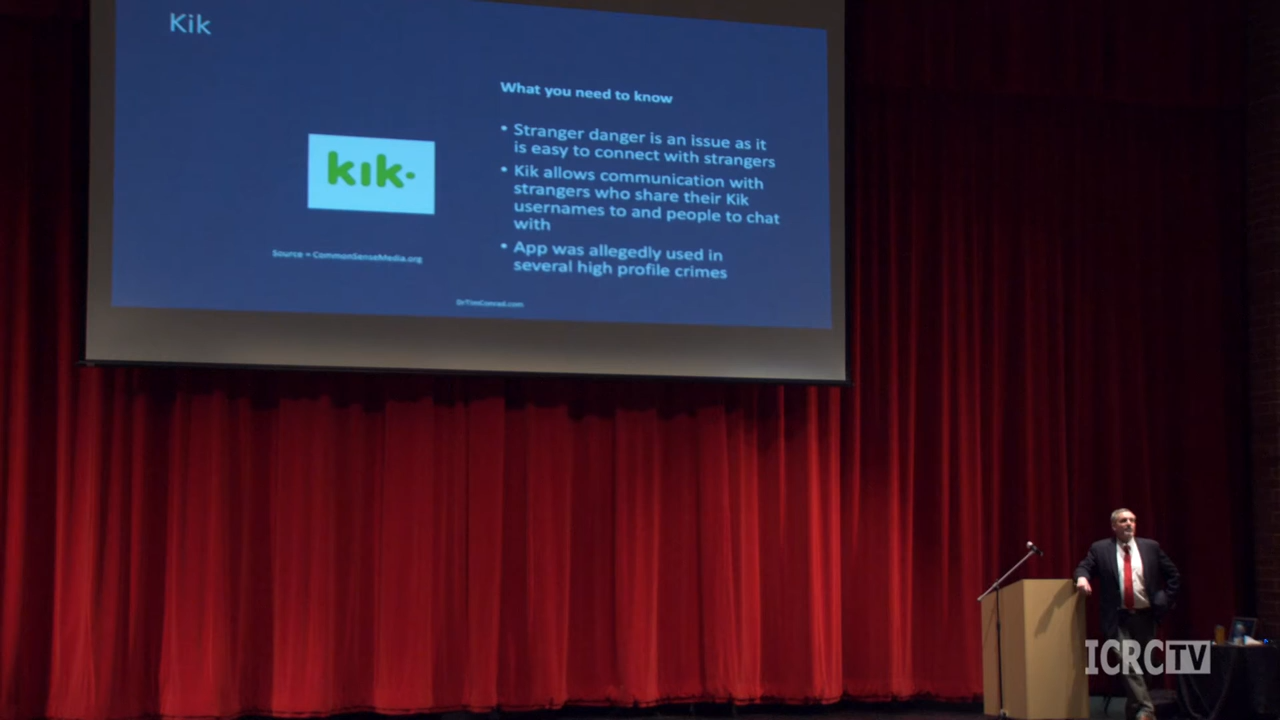 Kik
What you need to know
• Stranger danger is an issue as it
is easy to connect with strangers
• Kik allows communication with
strangers who share their Kik
usernames to and people to chat
with
• App was allegedly used in
several high profile crimes
kik·
Source = CommonSenseMedia.org
DrTimConrad.com
ICRCTV